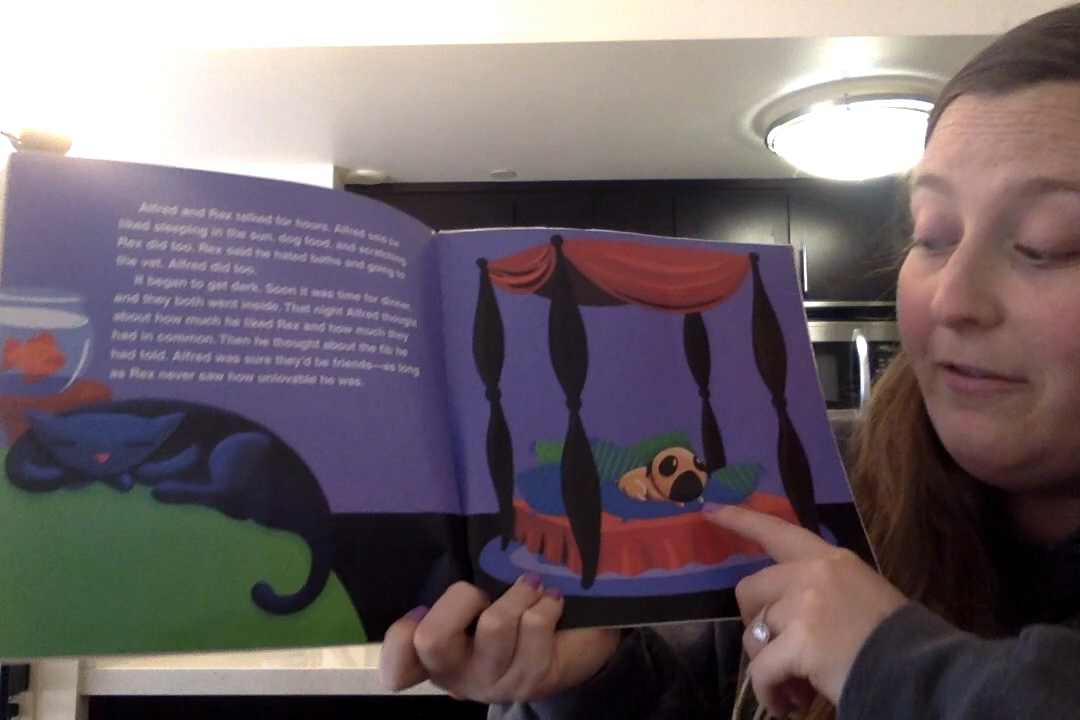 Alfred and Rex talked for hours. Alfred said he
liked sleeping in the sun, dog food, and scratching.
Rex did too. Rex said he hated baths and going to
the vet. Alfred did too.
It began to get dark. Soon it was time for dinner,
and they both went inside. That night Alfred thought
about how much he liked Rex and how much they
had in common. Then he thought about the fib he
had told. Alfred was sure they'd be friends—as long
as Rex never saw how unlovable he was.